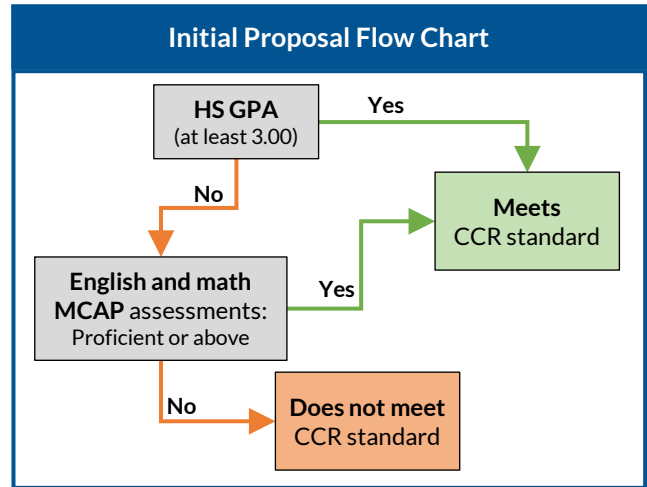 Initial Proposal Flow Chart
HS GPA
(at least 3.00)
Yes
No
Meets
CCR standard
English and math
MCAP assessments:
Proficient or above
Yes
No
Does not meet
CCR standard